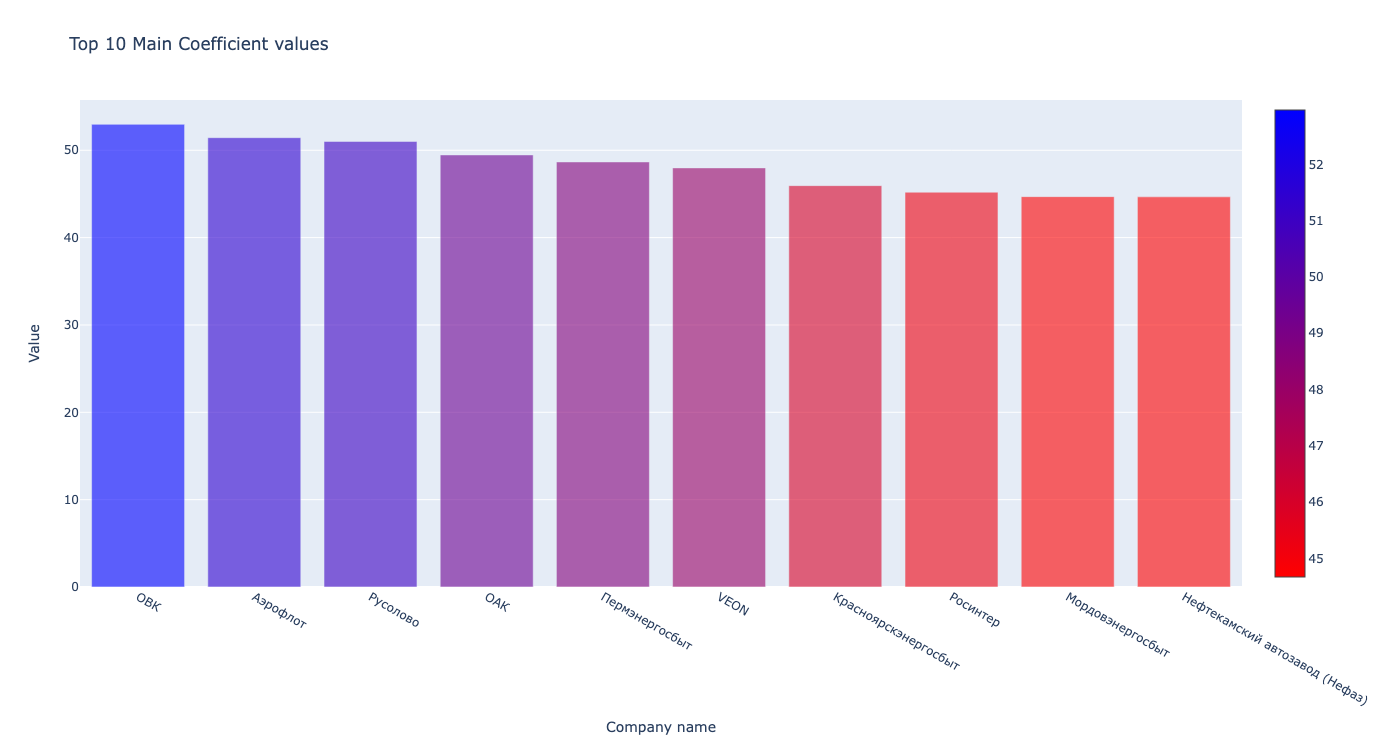 Top 10 Main Coefficient values
Value
50
40
30
20
10
0
ОВК
Аэрофлот
Русолово
ОАК
Пермэнергосбыт
VEON
Красноярскэнергосбыт
Росинтер
Мордовэнергосбыт
Нефтекамский автозавод (Нефаз)
Company name
52
51
50
49
48
47
46
45